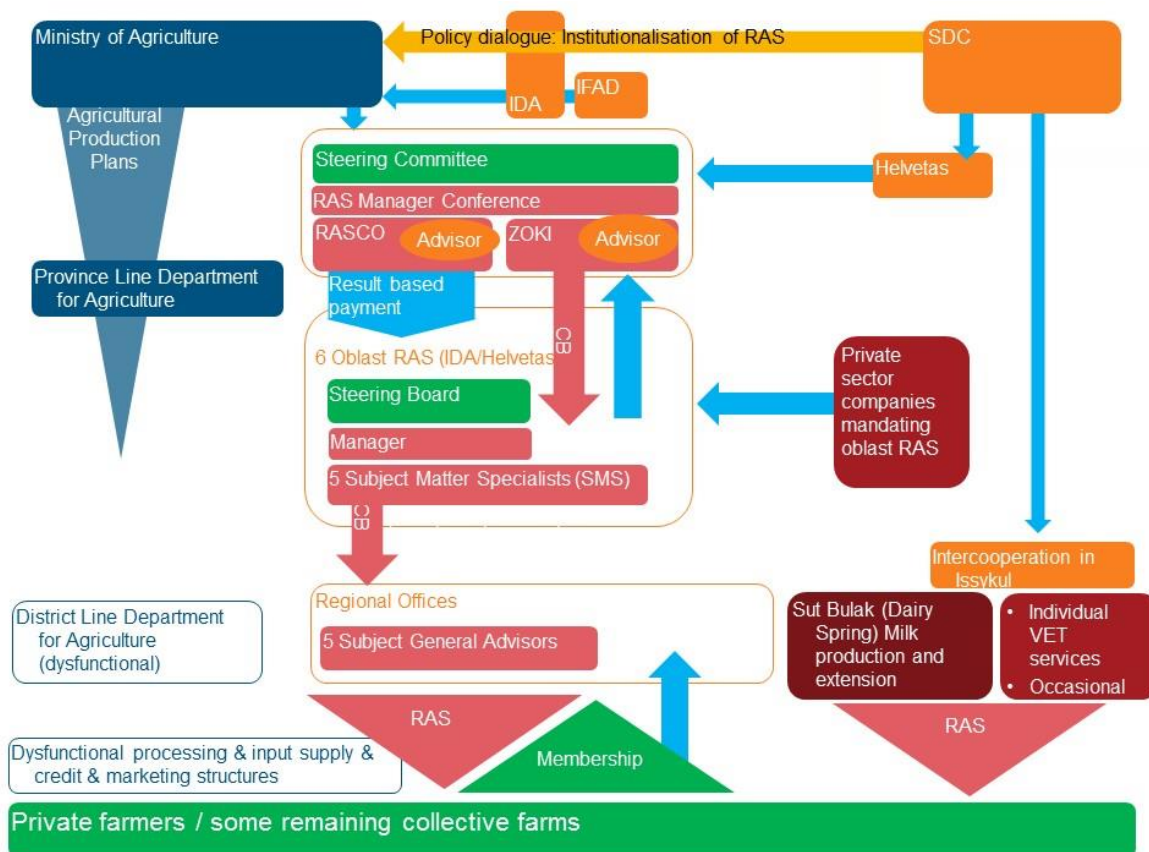 Ministry of Agriculture
Policy dialogue: Institutionalisation of RAS
SDC
IDA
IFAD
Agricultural
Production
Plans
Steering Committee
Helvetas
RAS Manager Conference
RASCO
Advisor
ZOKI
Advisor
Province Line Department
for Agriculture
Result based
payment
CB
6 Oblast RAS (IDA/Helvetas
Private
sector
companies
mandating
oblast RAS
Steering Board
Manager
5 Subject Matter Specialists (SMS)
CB
Intercooperation in
Issykul
Regional Offices
District Line Department
for Agriculture
(dysfunctional)
5 Subject General Advisors
Sut Bulak (Dairy
Spring) Milk
production and
extension
• Individual
VET
services
• Occasional
RAS
RAS
Dysfunctional processing & input supply &
credit & marketing structures
Membership
Private farmers / some remaining collective farms